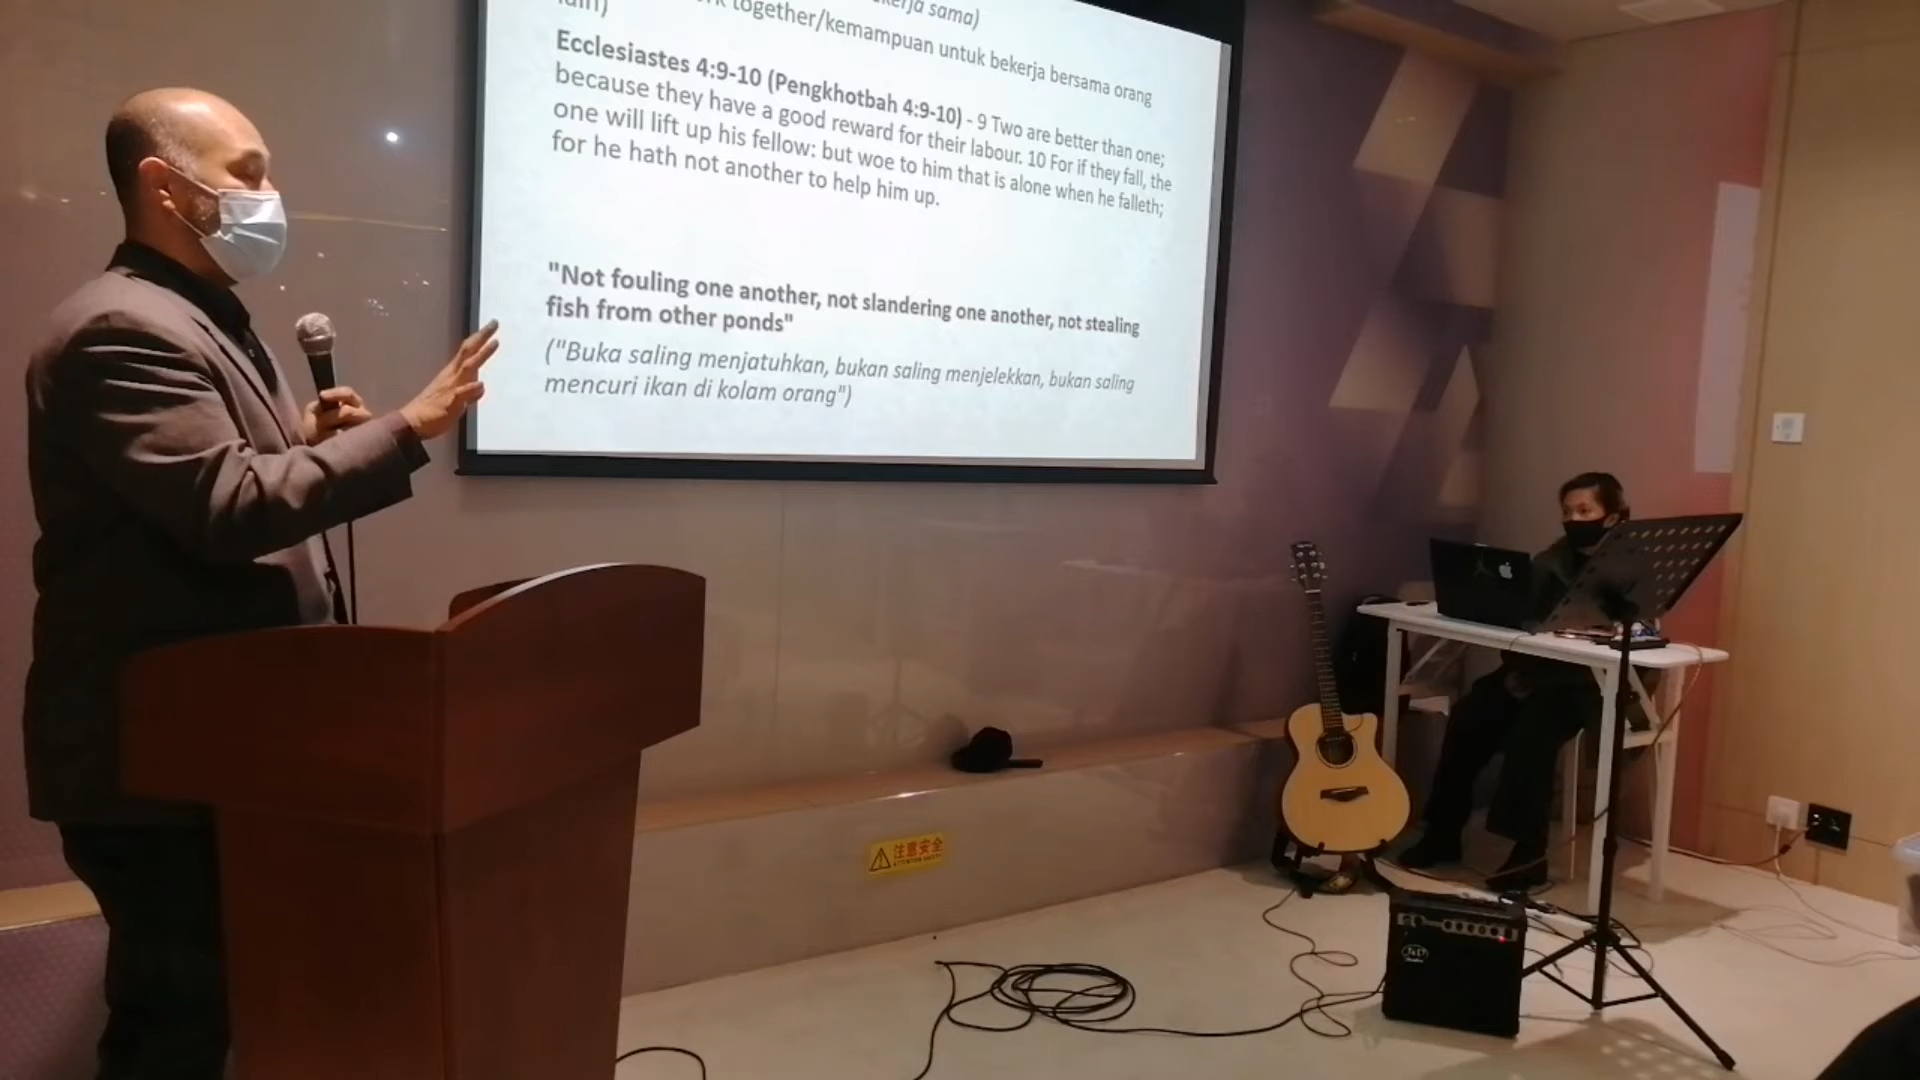 kerja sama)
together/kemampuan untuk bekerja bersama orang
lain)
Ecclesiastes 4:9-10 (Pengkhotbah 4:9-10) - 9 Two are better than one;
because they have a good reward for their labour. 10 For if they fall, the
one will lift up his fellow: but woe to him that is alone when he falleth;
for he hath not another to help him up.
"Not fouling one another, not slandering one another, not stealing
fish from other ponds"
("Buka saling menjatuhkan, bukan saling menjelekkan, bukan saling
mencuri ikan di kolam orang")
注意安全
ATTENTION SAFETY